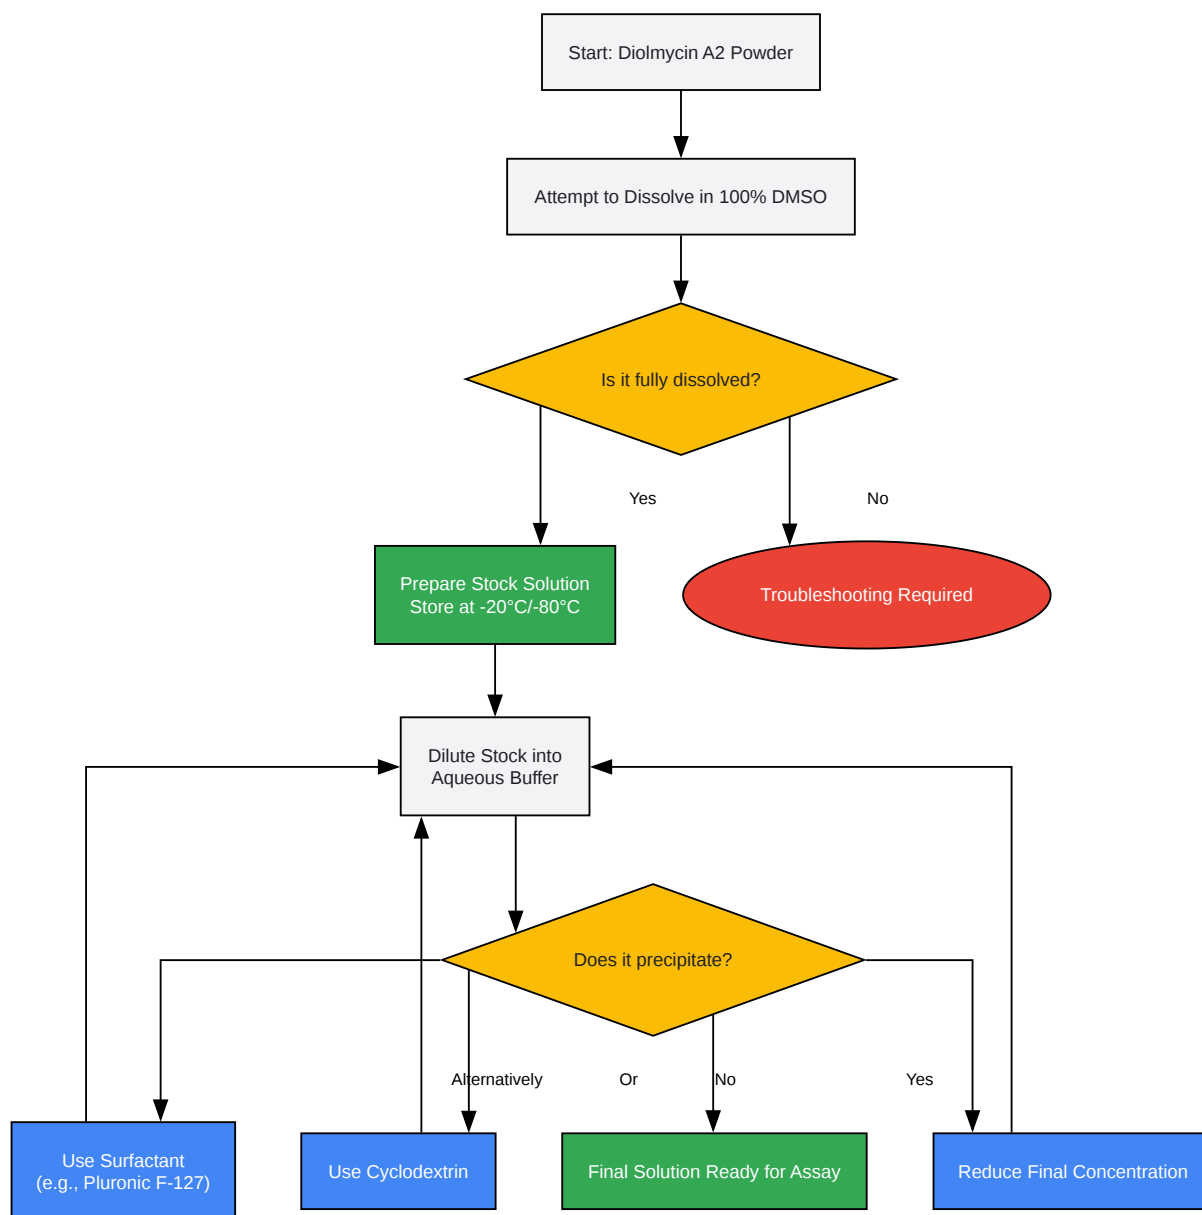 Start: Diolmycin A2 Powder
Attempt to Dissolve in 100% DMSO
Is it fully dissolved?
Yes
No
Prepare Stock Solution
Store at -20°C/-80°C
Troubleshooting Required
Dilute Stock into
Aqueous Buffer
Does it precipitate?
Alternatively
Or
No
Yes
Use Surfactant
(e.g., Pluronic F-127)
Use Cyclodextrin
Final Solution Ready for Assay
Reduce Final Concentration